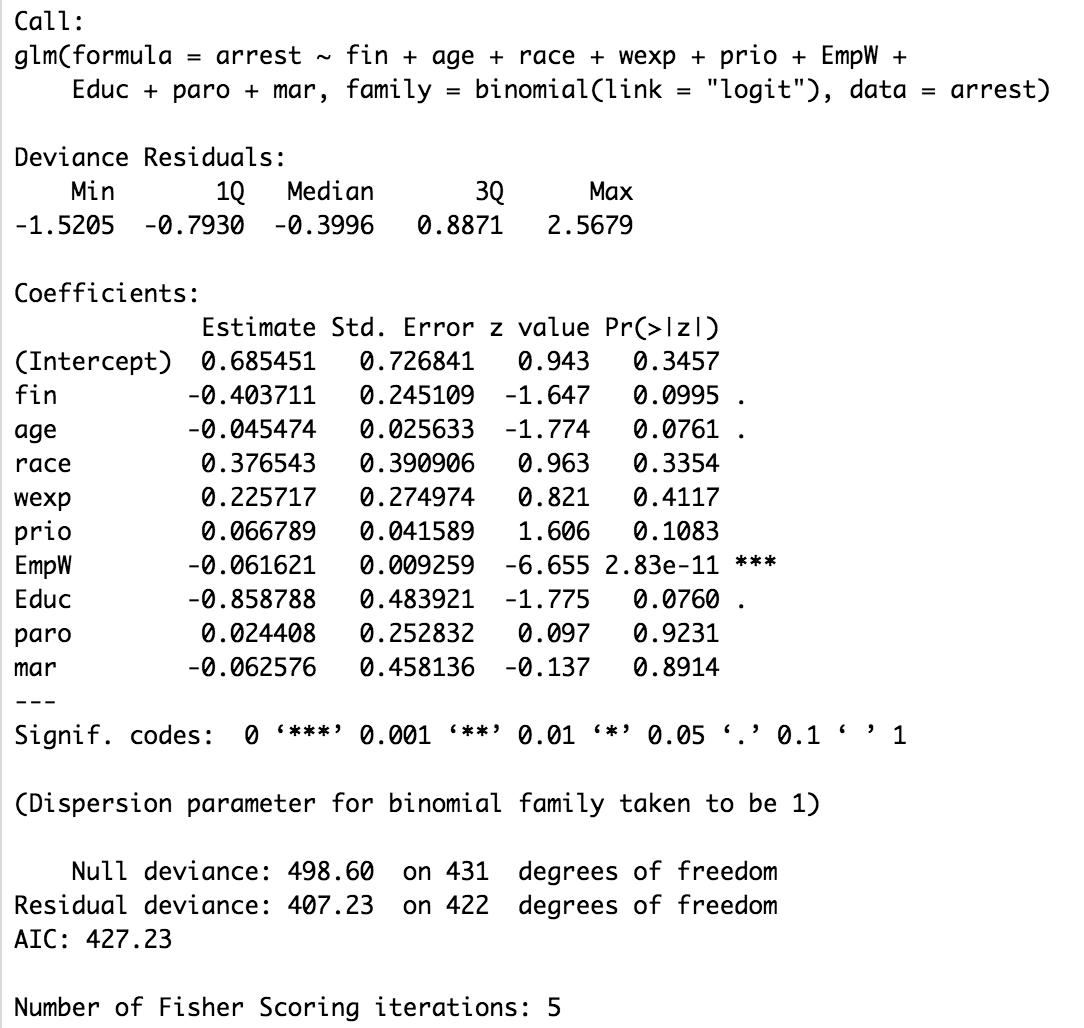 Call:
glm(formula = arrest ~ fin + age + race + wexp + prio + EmpW +
    Educ + paro + mar, family = binomial(link = "logit"), data = arrest)

Deviance Residuals:
    Min       1Q   Median       3Q      Max
-1.5205  -0.7930  -0.3996   0.8871   2.5679

Coefficients:
             Estimate Std. Error z value Pr(>|z|)
(Intercept)  0.685451   0.726841   0.943   0.3457
fin         -0.403711   0.245109  -1.647   0.0995 .
age         -0.045474   0.025633  -1.774   0.0761 .
race         0.376543   0.390906   0.963   0.3354
wexp         0.225717   0.274974   0.821   0.4117
prio         0.066789   0.041589   1.606   0.1083
EmpW        -0.061621   0.009259  -6.655 2.83e-11 ***
Educ        -0.858788   0.483921  -1.775   0.0760 .
paro         0.024408   0.252832   0.097   0.9231
mar         -0.062576   0.458136  -0.137   0.8914
---
Signif. codes:  0 ‘***’ 0.001 ‘**’ 0.01 ‘*’ 0.05 ‘.’ 0.1 ‘ ’ 1

(Dispersion parameter for binomial family taken to be 1)

    Null deviance: 498.60  on 431  degrees of freedom
Residual deviance: 407.23  on 422  degrees of freedom
AIC: 427.23

Number of Fisher Scoring iterations: 5